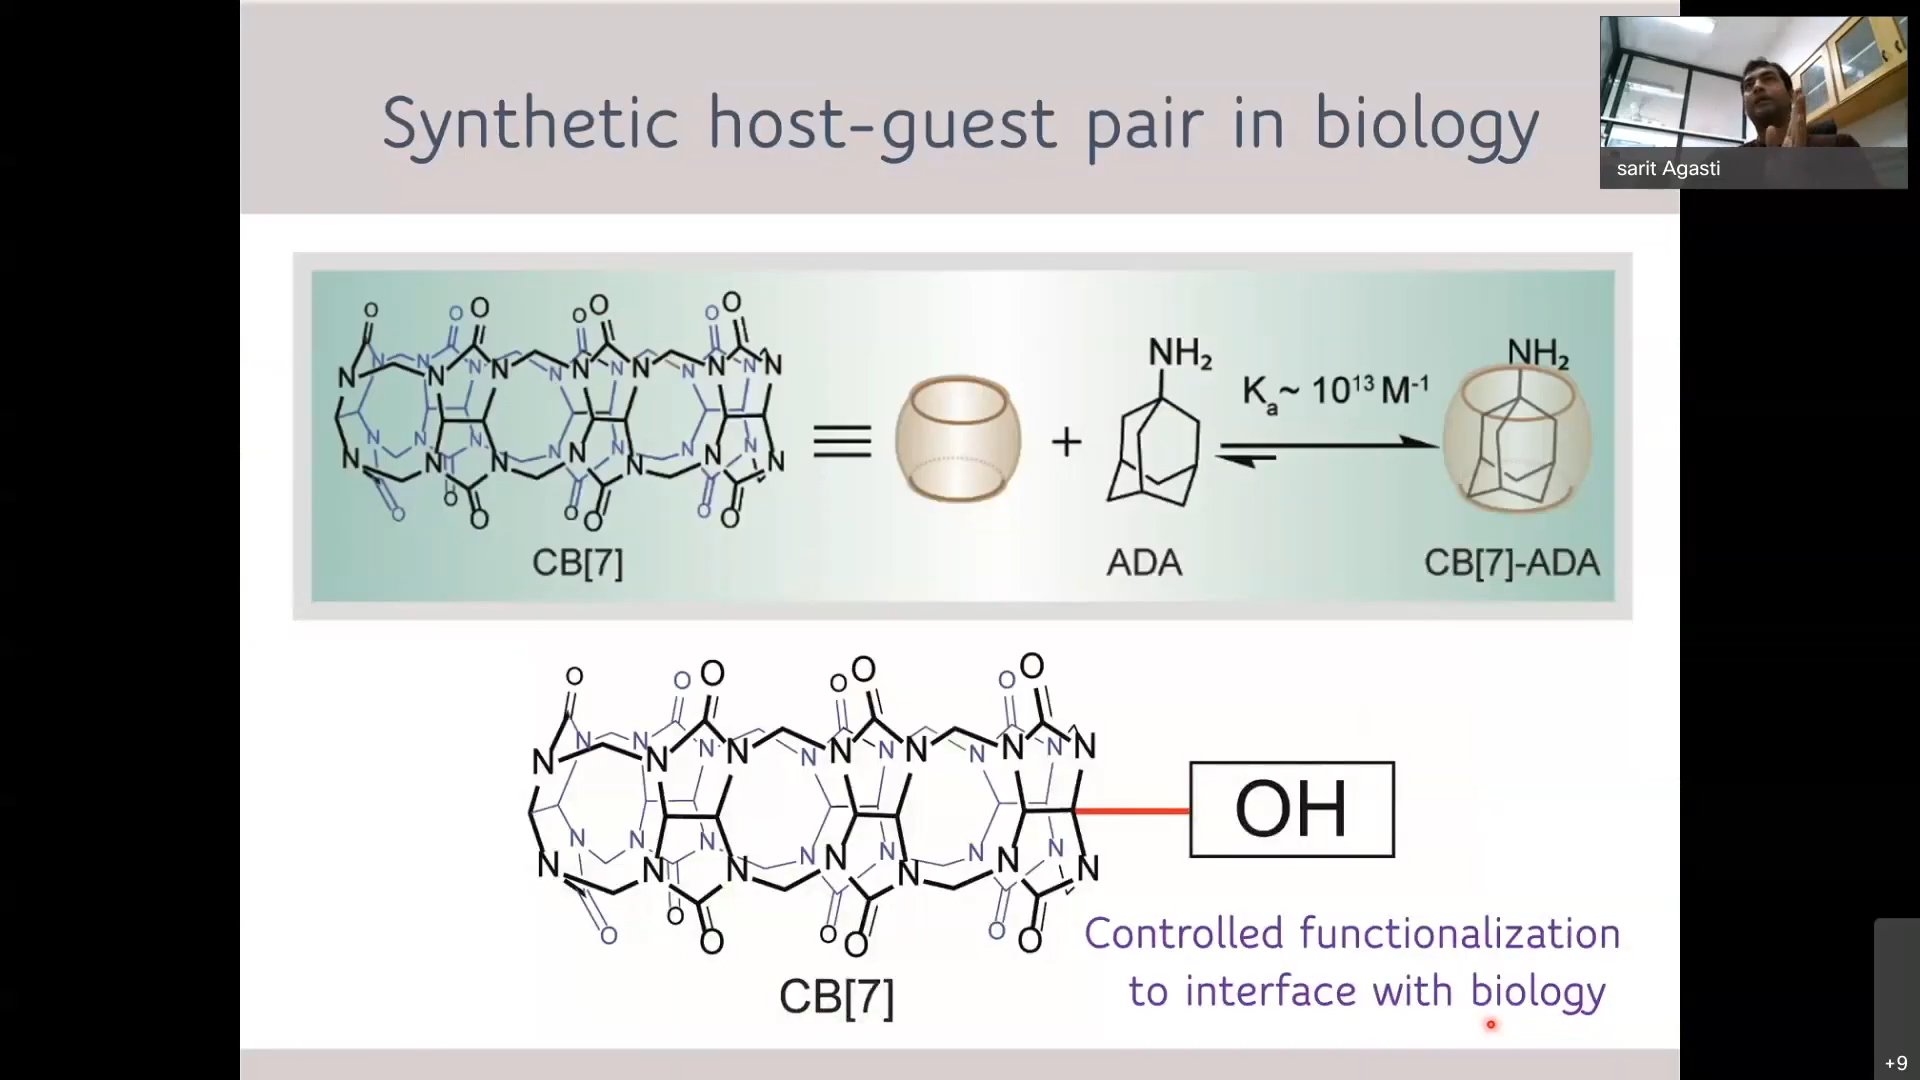 Synthetic host-guest pair in biology
sarit Agasti
CB[7]
≡
+
NH₂
ADA
Kₐ~ 10¹³ M⁻¹
NH₂
CB[7]-ADA
OH
CB[7]
Controlled functionalization
to interface with biology
+9